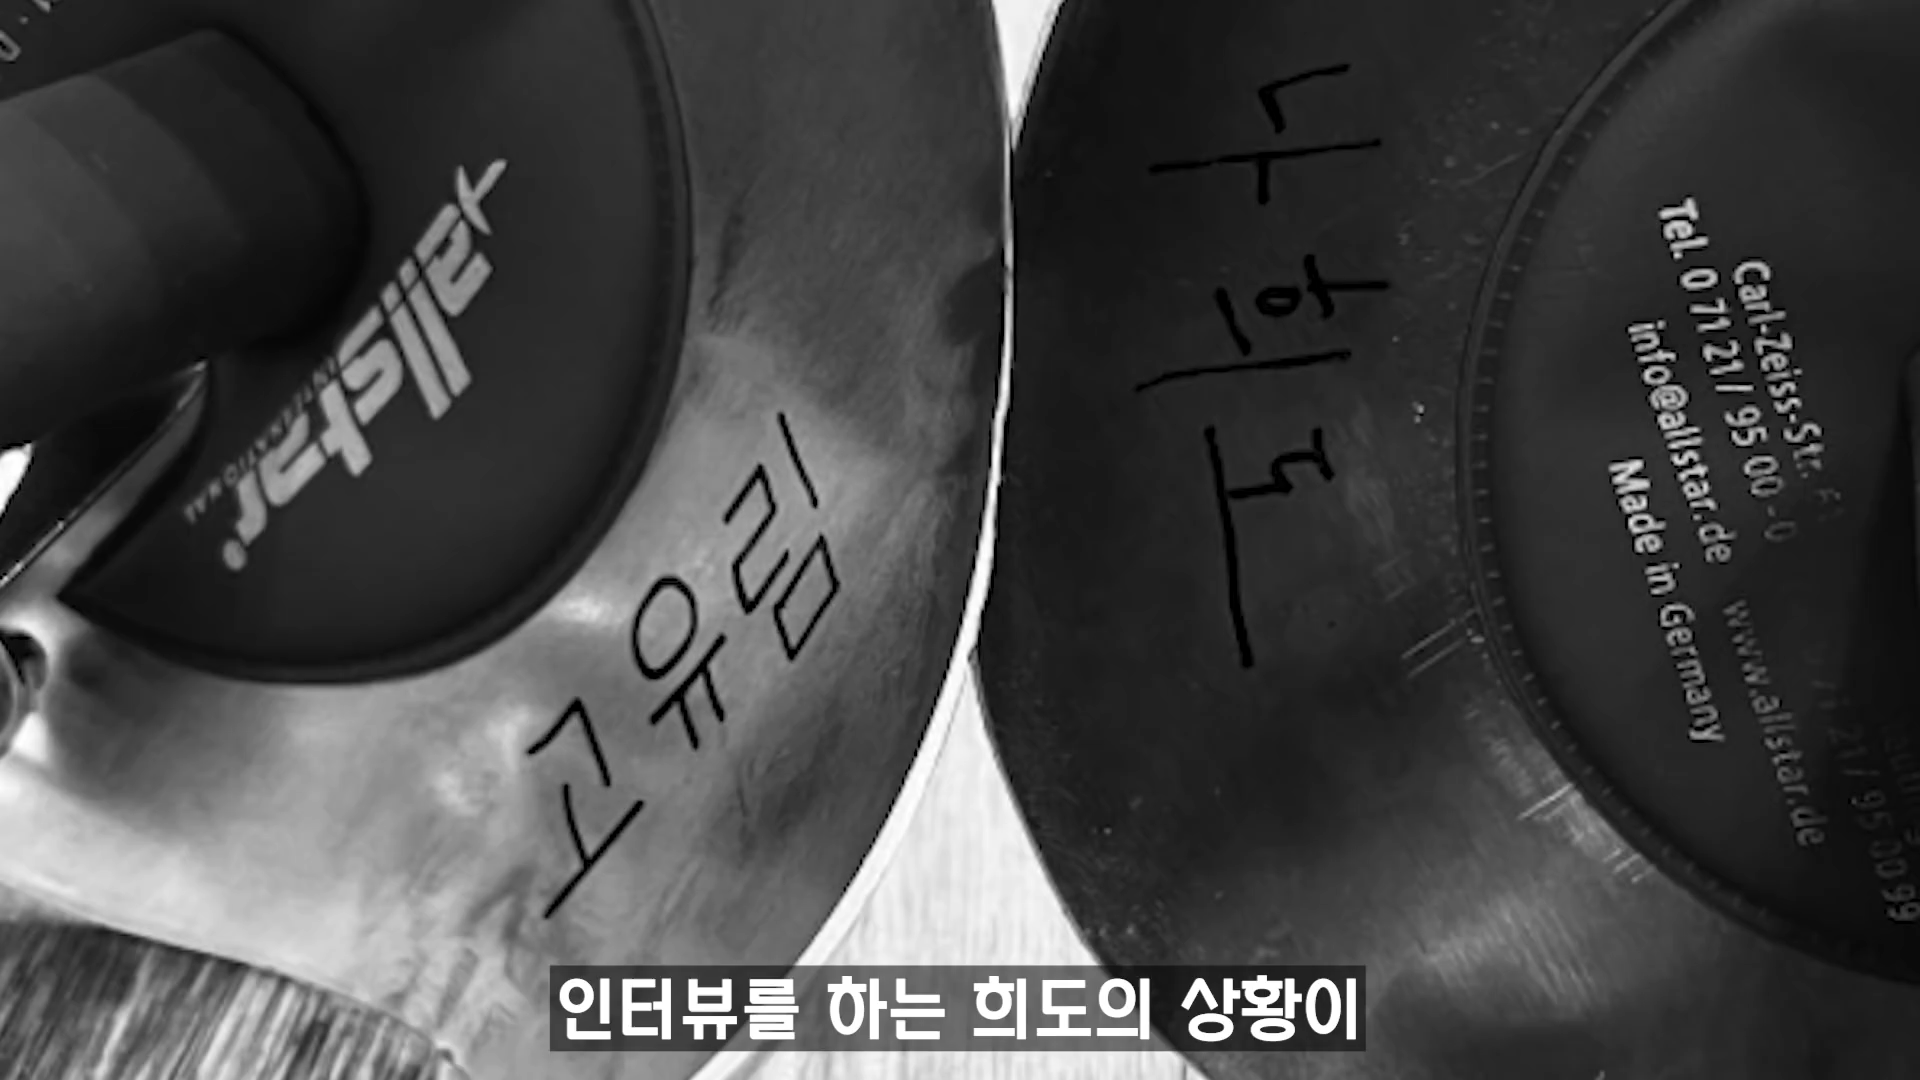 allstar®
INTERNATIONAL
고유림
나희도
Carl-Zeiss-Str.
Tel. 0 71 21 / 95 00 - 0
info@allstar.de www.allstar.de
Made in Germany
인터뷰를 하는 희도의 상황이